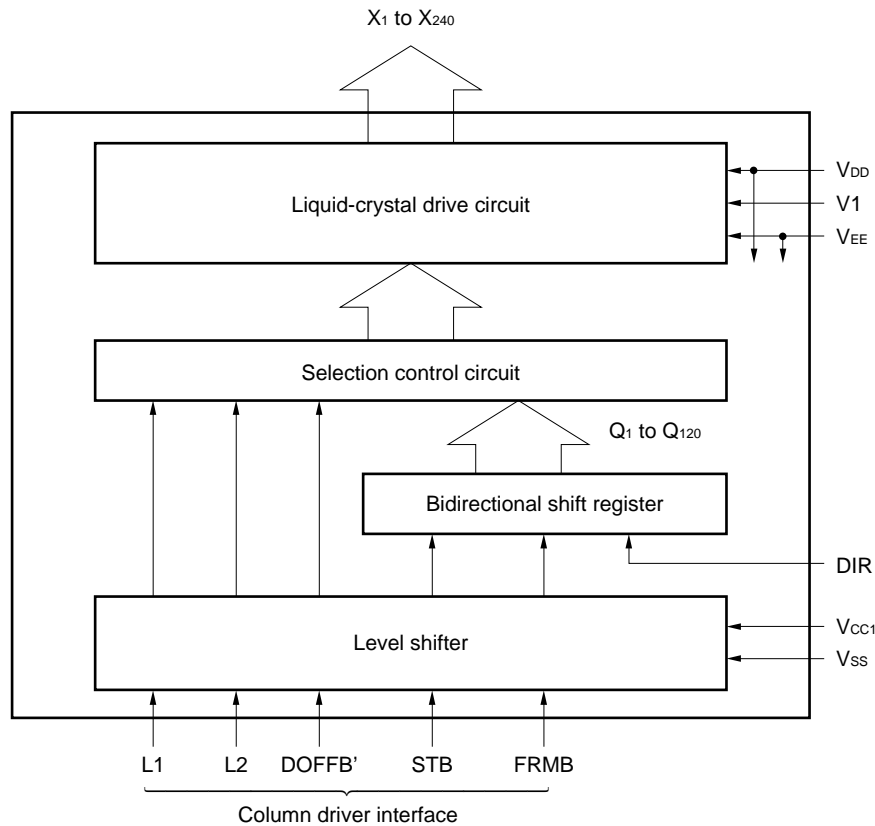 X1 to X240
Liquid-crystal drive circuit
VDD
V1
VEE
Selection control circuit
Q1 to Q120
Bidirectional shift register
DIR
Level shifter
VCC1
VSS
L1 L2 DOFFB’ STB FRMB
Column driver interface